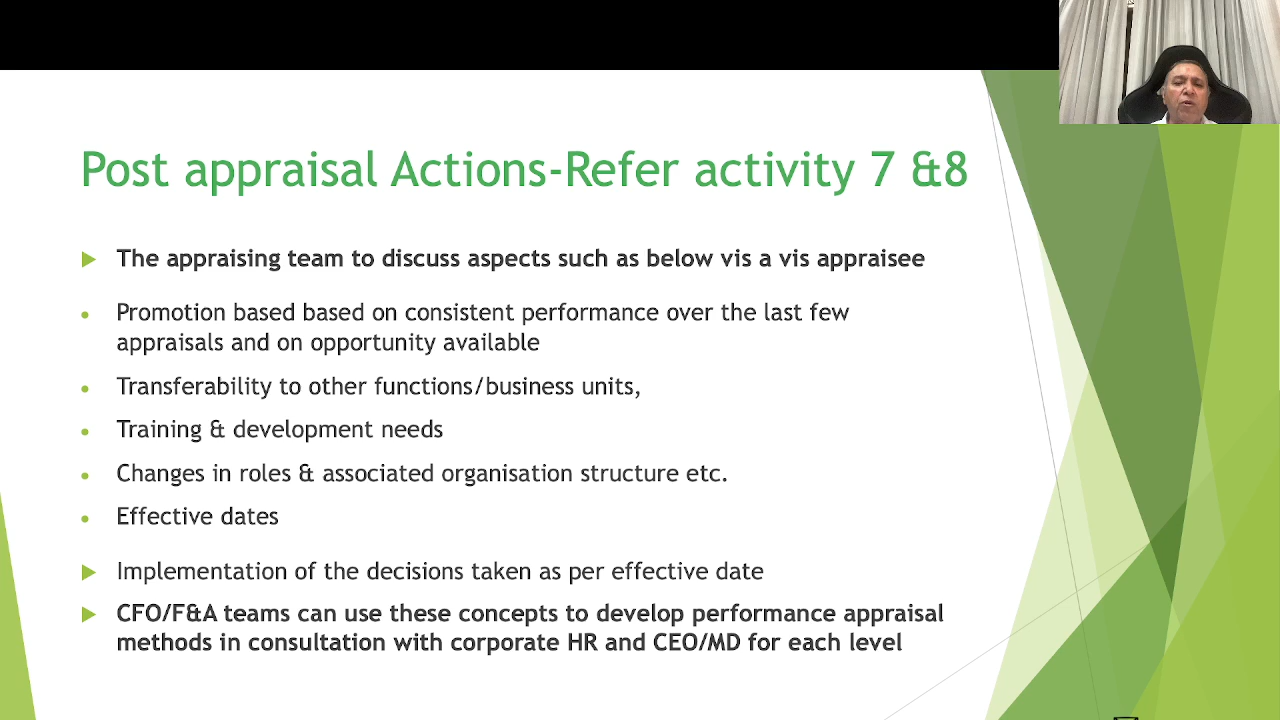 Post appraisal Actions-Refer activity 7 &8
The appraising team to discuss aspects such as below vis a vis appraisee
Promotion based based on consistent performance over the last few
appraisals and on opportunity available
Transferability to other functions/business units,
Training & development needs
Changes in roles & associated organisation structure etc.
Effective dates
Implementation of the decisions taken as per effective date
CFO/F&A teams can use these concepts to develop performance appraisal
methods in consultation with corporate HR and CEO/MD for each level